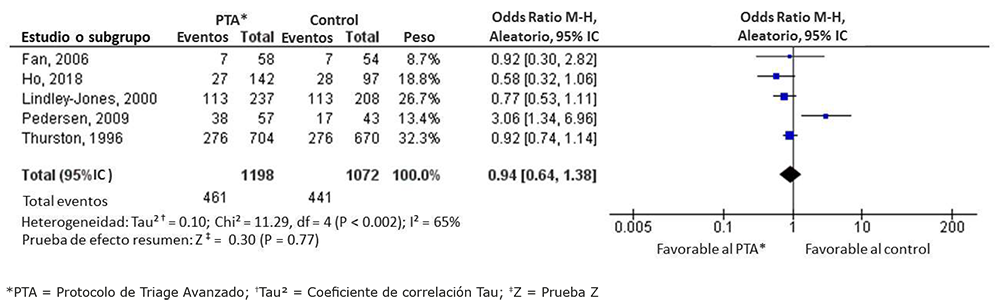 PTA* Control Odds Ratio M-H, Odds Ratio M-H,
Estudio o subgrupo Eventos Total Eventos Total Peso Aleatorio, 95% IC Aleatorio, 95% IC
Fan, 2006 7 58 7 54 8.7% 0.92 [0.30, 2.82]
Ho, 2018 27 142 28 97 18.8% 0.58 [0.32, 1.06]
Lindley-Jones, 2000 113 237 113 208 26.7% 0.77 [0.53, 1.11]
Pedersen, 2009 38 57 17 43 13.4% 3.06 [1.34, 6.96]
Thurston, 1996 276 704 276 670 32.3% 0.92 [0.74, 1.14]
Total (95%IC) 1198 1072 100.0% 0.94 [0.64, 1.38]
Total eventos 461 441
Heterogeneidad: Tau²† = 0.10; Chi² = 11.29, df = 4 (P < 0.002); I² = 65%
Prueba de efecto resumen: Z‡ = 0.30 (P = 0.77)
0.005 0.1 1 10 200
Favorable al PTA* Favorable al control
*PTA = Protocolo de Triage Avanzado; †Tau² = Coeficiente de correlación Tau; ‡Z = Prueba Z